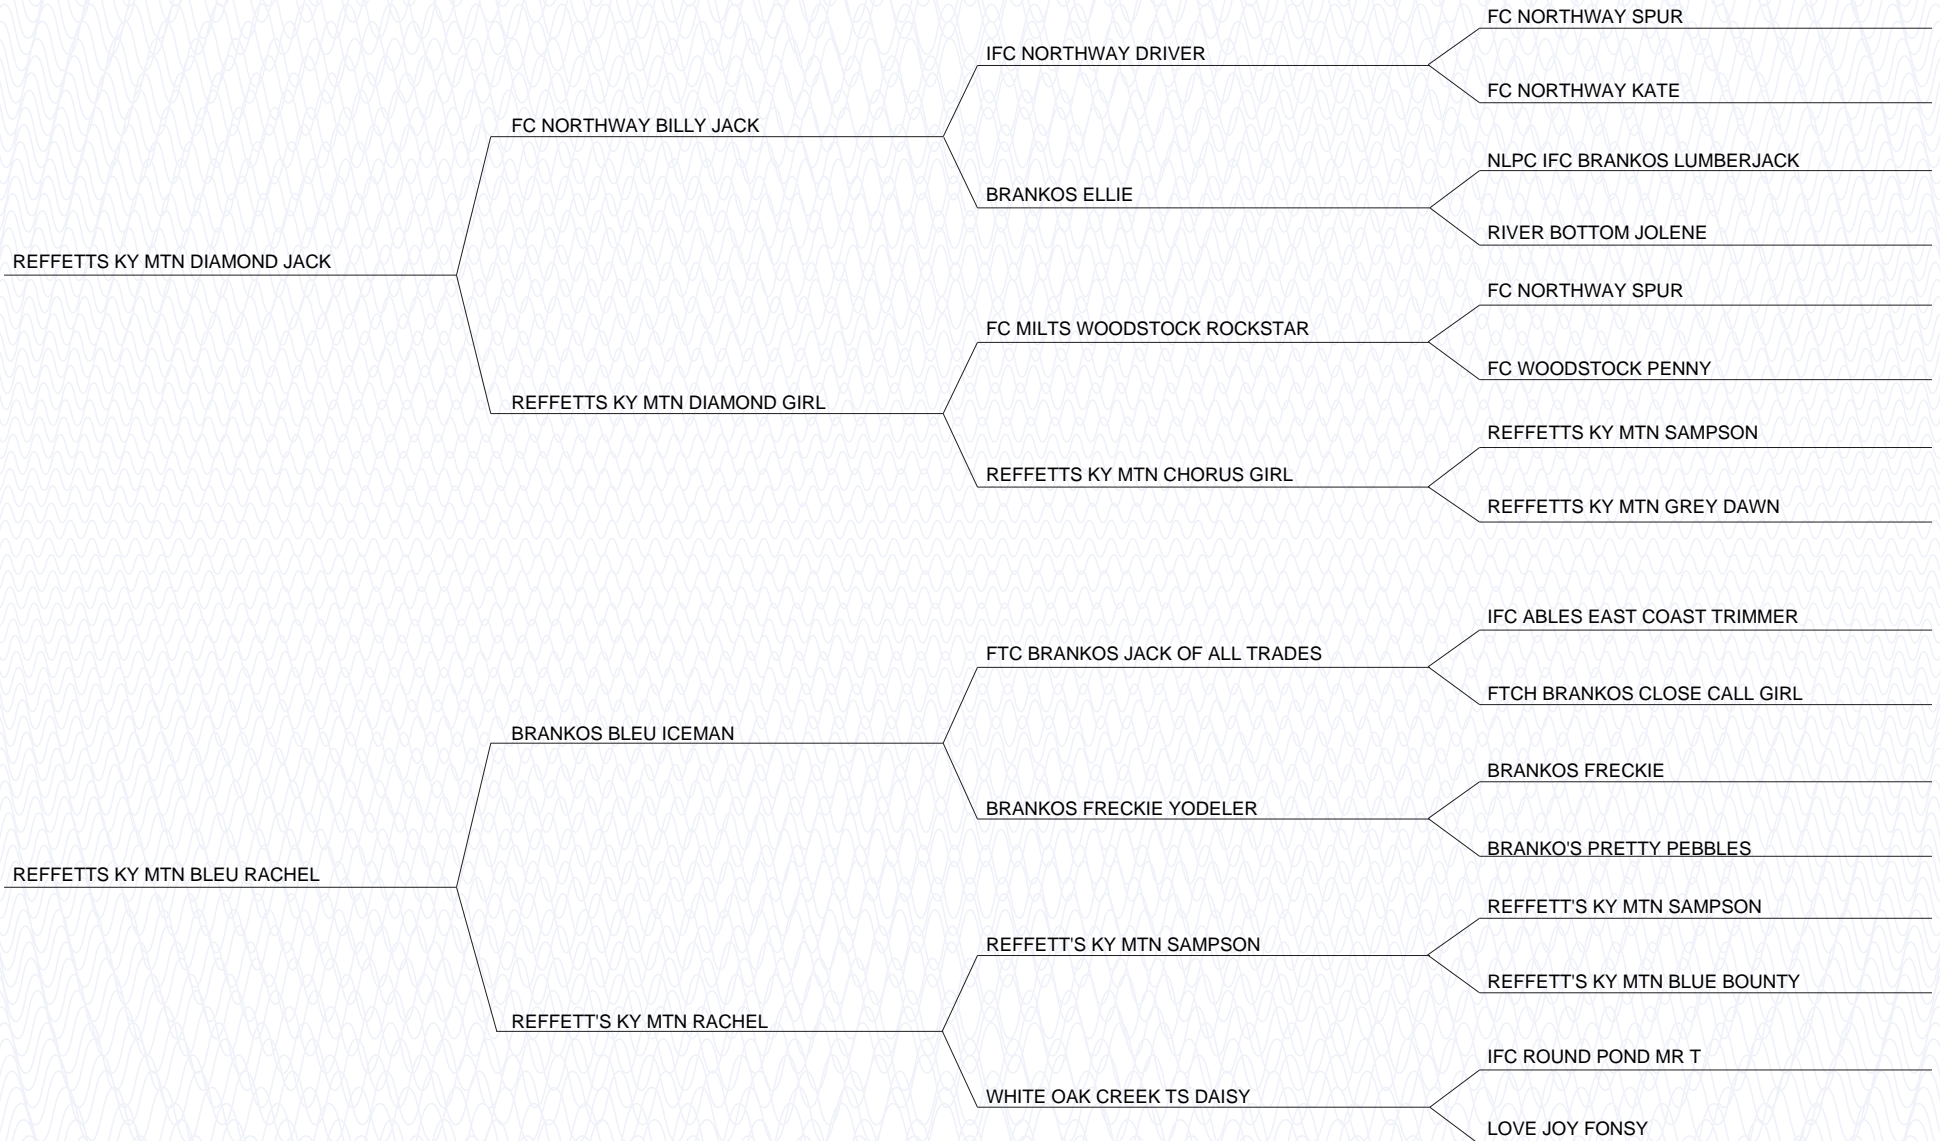 FC NORTHWAY SPUR
IFC NORTHWAY DRIVER
FC NORTHWAY KATE
FC NORTHWAY BILLY JACK
NLPC IFC BRANKOS LUMBERJACK
BRANKOS ELLIE
RIVER BOTTOM JOLENE
REFFETTS KY MTN DIAMOND JACK
FC NORTHWAY SPUR
FC MILTS WOODSTOCK ROCKSTAR
FC WOODSTOCK PENNY
REFFETTS KY MTN DIAMOND GIRL
REFFETTS KY MTN SAMPSON
REFFETTS KY MTN CHORUS GIRL
REFFETTS KY MTN GREY DAWN
IFC ABLES EAST COAST TRIMMER
FTC BRANKOS JACK OF ALL TRADES
FTCH BRANKOS CLOSE CALL GIRL
BRANKOS BLEU ICEMAN
BRANKOS FRECKIE
BRANKOS FRECKIE YODELER
BRANKO'S PRETTY PEBBLES
REFFETTS KY MTN BLEU RACHEL
REFFETT'S KY MTN SAMPSON
REFFETT'S KY MTN SAMPSON
REFFETT'S KY MTN BLUE BOUNTY
REFFETT'S KY MTN RACHEL
IFC ROUND POND MR T
WHITE OAK CREEK TS DAISY
LOVE JOY FONSY